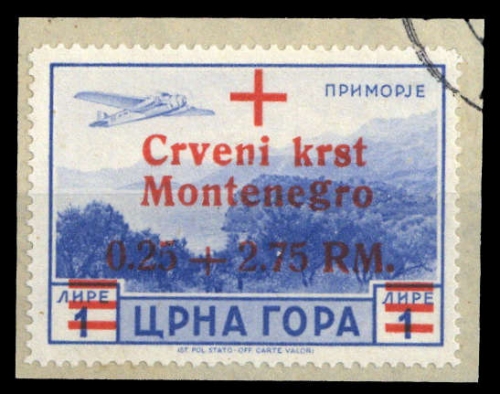 ПРИМОРЈЕ
Crveni krst
Montenegro
0.25 + 2.75 RM.
ЛИРЕ ЛИРЕ
1 ЦРНА ГОРА 1
IST. POL. STATO - OFF. CARTE VALORI